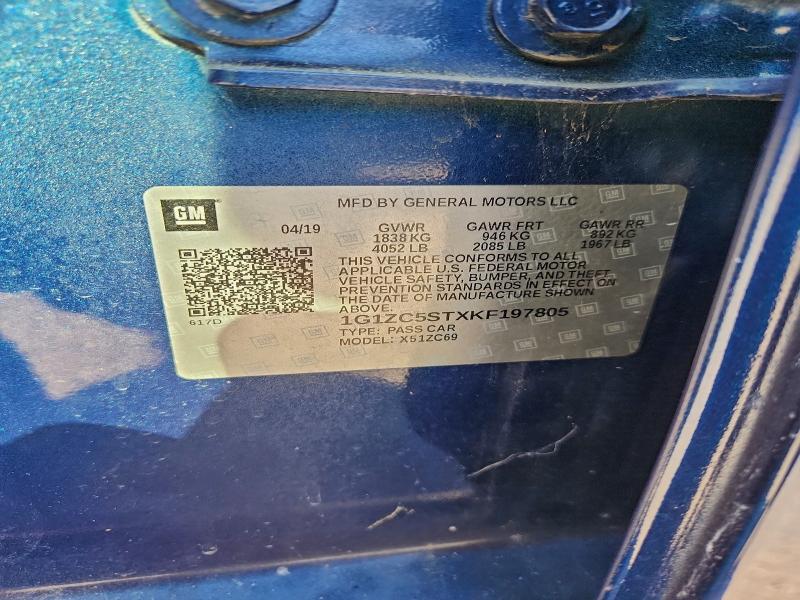 GM
MFD BY GENERAL MOTORS LLC
04/19
GVWR GAWR FRT GAWR RR
1838 KG 946 KG 892 KG
4052 LB 2085 LB 1967 LB
THIS VEHICLE CONFORMS TO ALL
APPLICABLE U.S. FEDERAL MOTOR
VEHICLE SAFETY, BUMPER, AND THEFT
PREVENTION STANDARDS IN EFFECT ON
THE DATE OF MANUFACTURE SHOWN
ABOVE.
617D
1G1ZC5STXKF197805
TYPE: PASS CAR
MODEL: X51ZC69